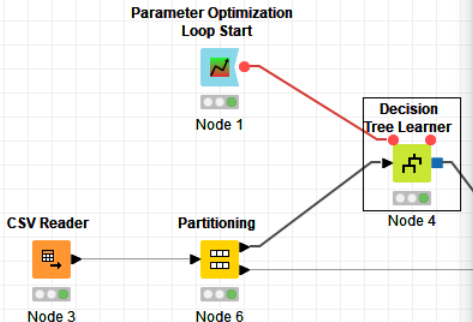 Parameter Optimization
Loop Start
Node 1
Decision
Tree Learner
Node 4
CSV Reader
Node 3
Partitioning
Node 6